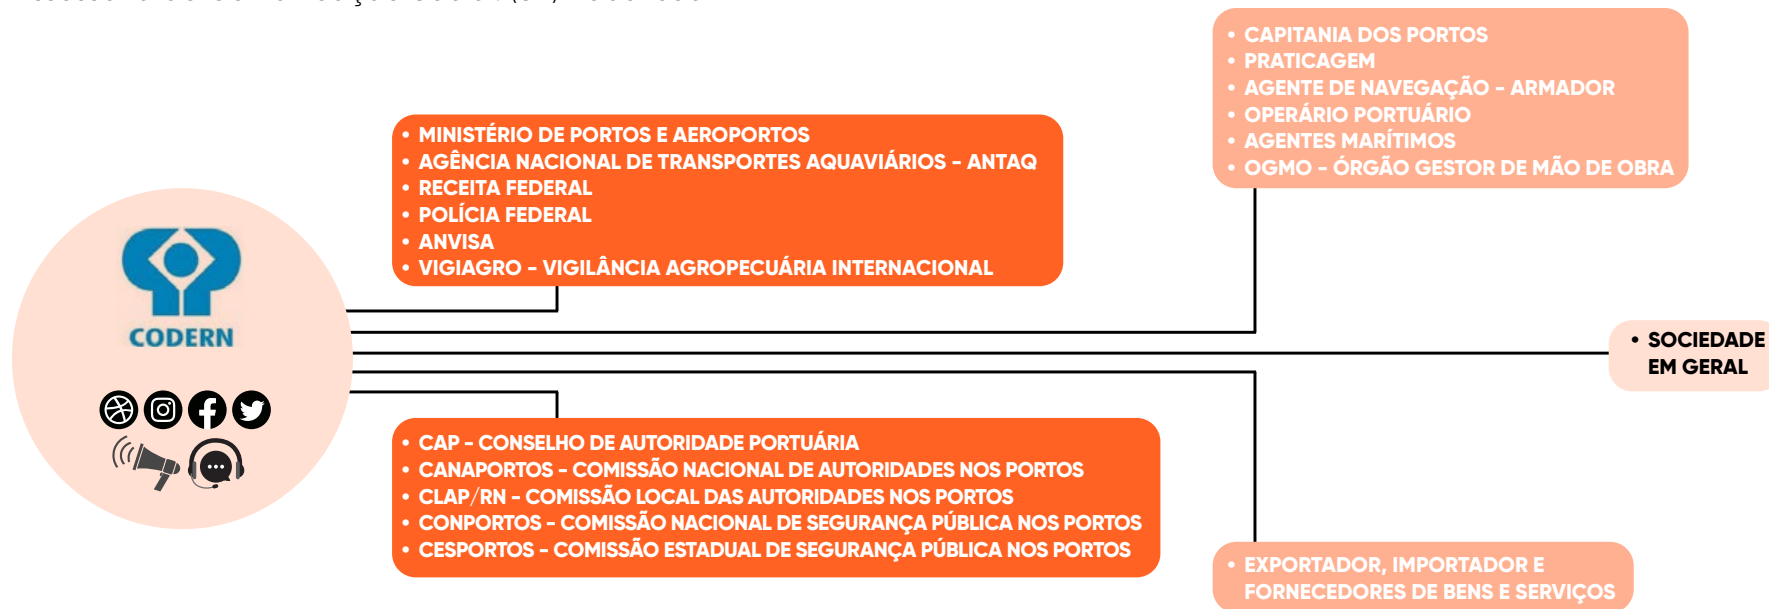 • CAPITANIA DOS PORTOS
• PRATICAGEM
• AGENTE DE NAVEGAÇÃO - ARMADOR
• OPERÁRIO PORTUÁRIO
• AGENTES MARÍTIMOS
• OGMO - ÓRGÃO GESTOR DE MÃO DE OBRA
• MINISTÉRIO DE PORTOS E AEROPORTOS
• AGÊNCIA NACIONAL DE TRANSPORTES AQUAVIÁRIOS - ANTAQ
• RECEITA FEDERAL
• POLÍCIA FEDERAL
• ANVISA
• VIGIAGRO - VIGILÂNCIA AGROPECUÁRIA INTERNACIONAL
CODERN
• SOCIEDADE
EM GERAL
• CAP - CONSELHO DE AUTORIDADE PORTUÁRIA
• CANAPORTOS - COMISSÃO NACIONAL DE AUTORIDADES NOS PORTOS
• CLAP/RN - COMISSÃO LOCAL DAS AUTORIDADES NOS PORTOS
• CONPORTOS - COMISSÃO NACIONAL DE SEGURANÇA PÚBLICA NOS PORTOS
• CESPORTOS - COMISSÃO ESTADUAL DE SEGURANÇA PÚBLICA NOS PORTOS
• EXPORTADOR, IMPORTADOR E
FORNECEDORES DE BENS E SERVIÇOS